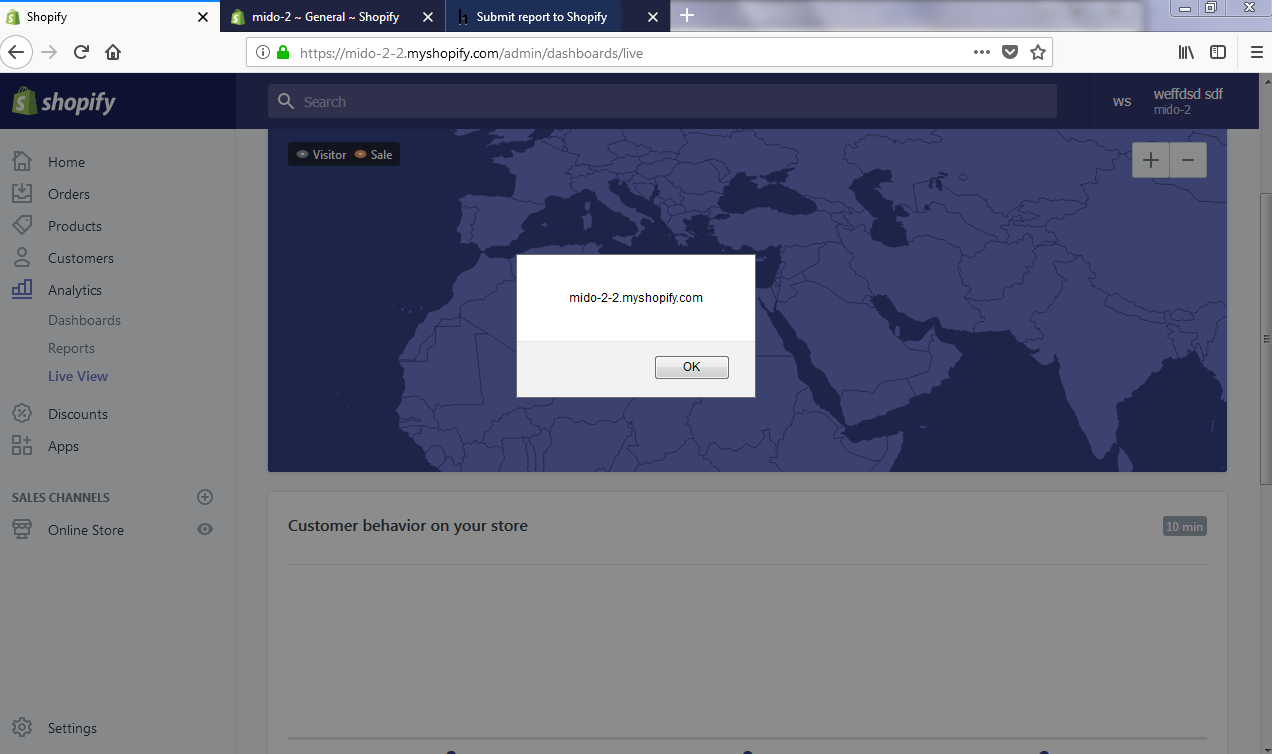 Shopify
mido-2 ~ General ~ Shopify
Submit report to Shopify
https://mido-2-2.myshopify.com/admin/dashboards/live
shopify
Search
WS
weffdsd sdf
mido-2
Home
Orders
Products
Customers
Analytics
Dashboards
Reports
Live View
Discounts
Apps
SALES CHANNELS
Online Store
Settings
Visitor Sale
mido-2-2.myshopify.com
OK
Customer behavior on your store
10 min